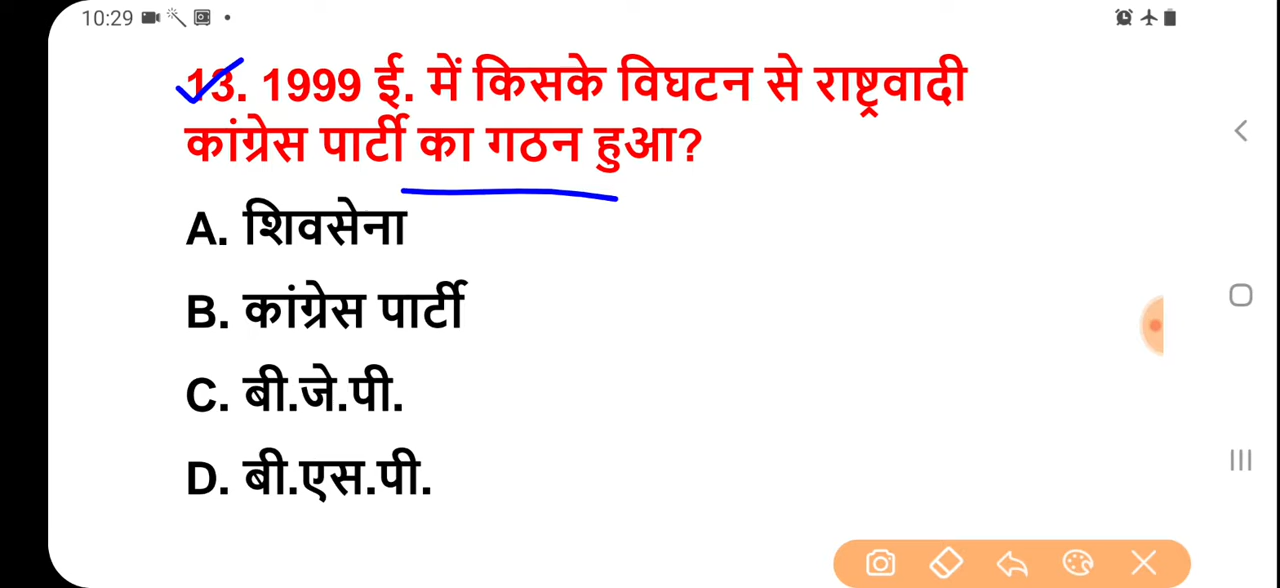 10:29
13. 1999 ई. में किसके विघटन से राष्ट्रवादी
कांग्रेस पार्टी का गठन हुआ?
A. शिवसेना
B. कांग्रेस पार्टी
C. बी.जे.पी.
D. बी.एस.पी.